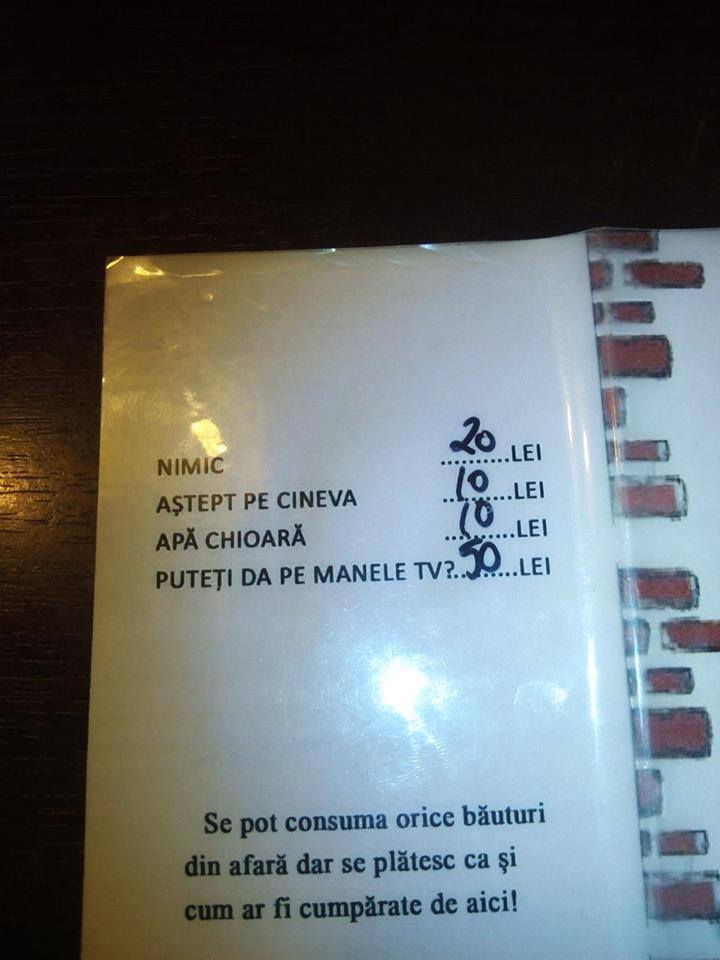 NIMIC 20..........LEI
AȘTEPT PE CINEVA 10..........LEI
APĂ CHIOARĂ 10..........LEI
PUTEȚI DA PE MANELE TV?..50.......LEI
Se pot consuma orice băuturi
din afară dar se plătesc ca și
cum ar fi cumpărate de aici!